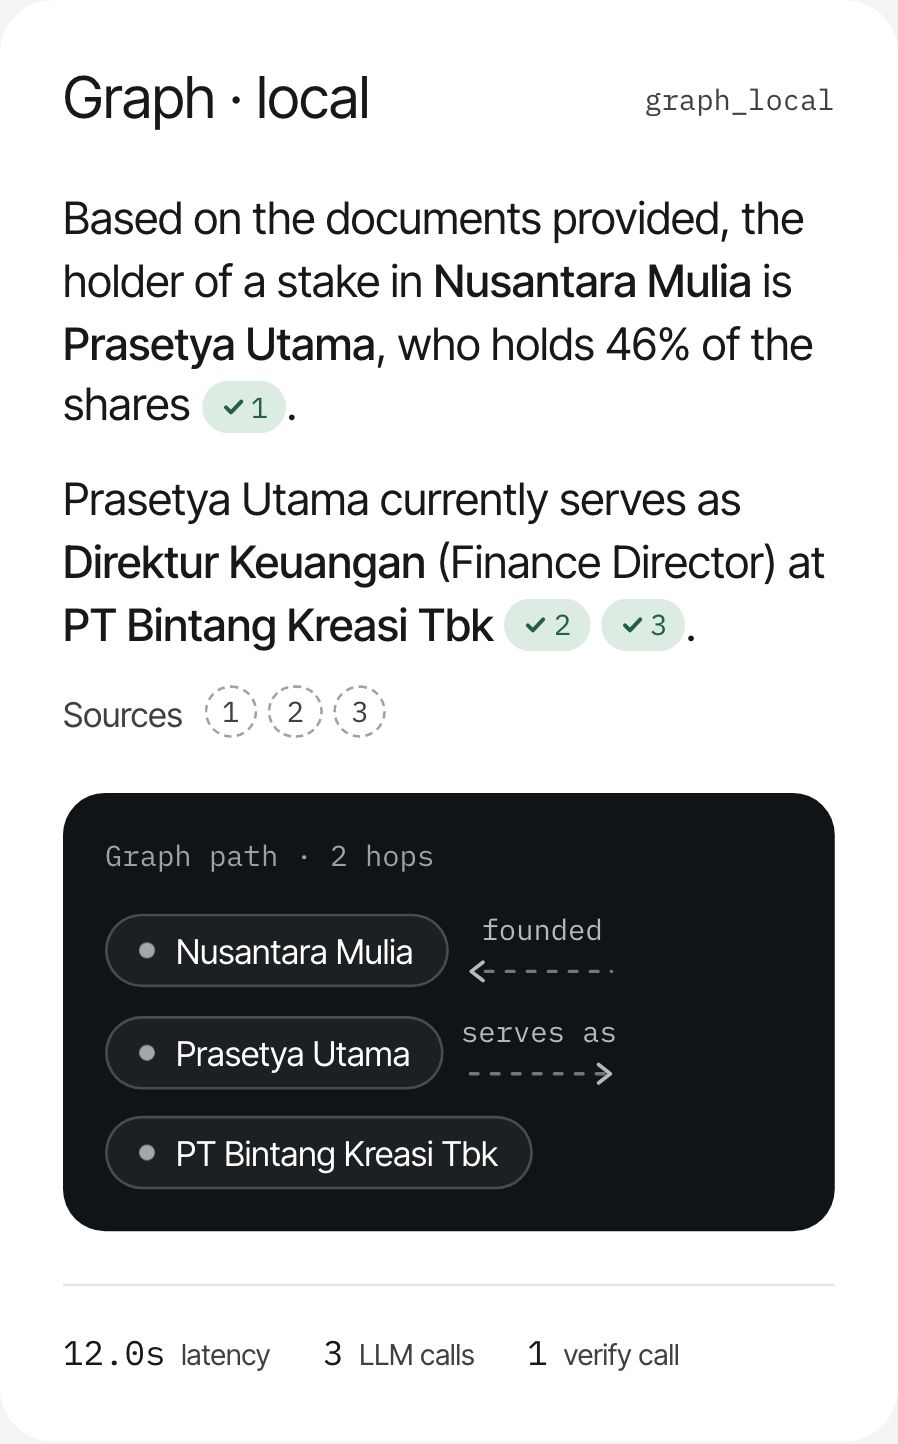 Graph · local
graph_local
Based on the documents provided, the
holder of a stake in Nusantara Mulia is
Prasetya Utama, who holds 46% of the
shares ✓ 1 .
Prasetya Utama currently serves as
Direktur Keuangan (Finance Director) at
PT Bintang Kreasi Tbk ✓ 2 ✓ 3 .
Sources 1 2 3
Graph path · 2 hops
Nusantara Mulia founded
Prasetya Utama serves as
PT Bintang Kreasi Tbk
12.0s latency 3 LLM calls 1 verify call